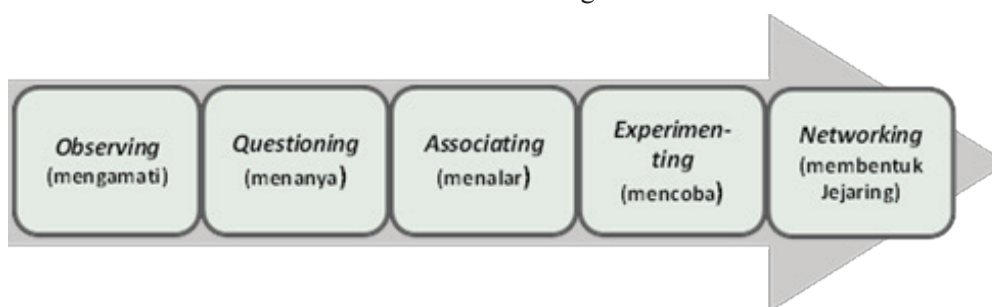 Observing
(mengamati)
Questioning
(menanya)
Associating
(menalar)
Experimen-
ting
(mencoba)
Networking
(membentuk
Jejaring)